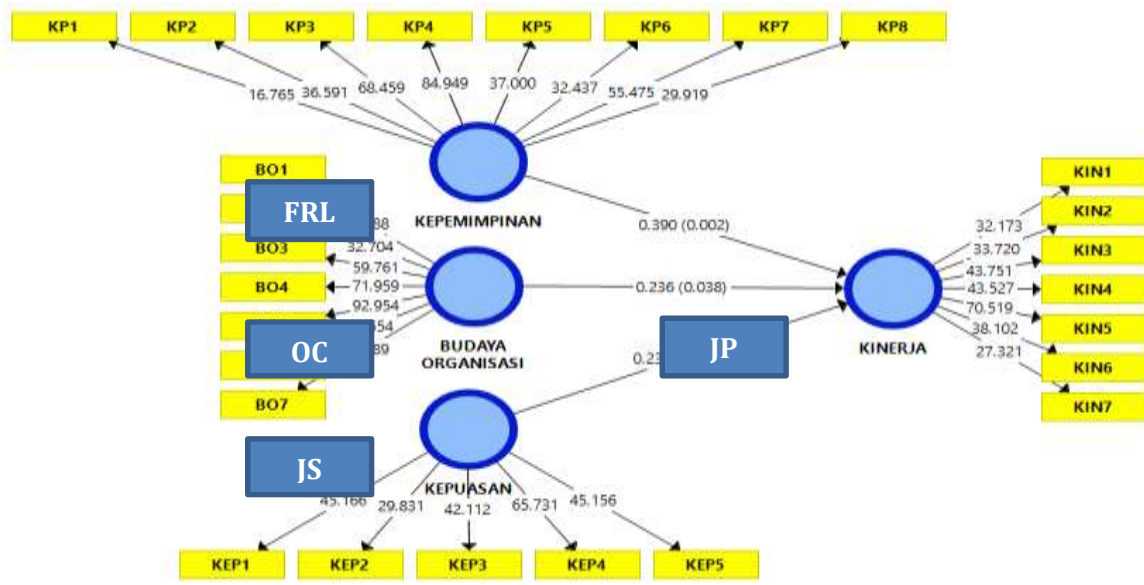 KP1 KP2 KP3 KP4 KP5 KP6 KP7 KP8
16.765 36.591 68.459 84.949 37.000 32.437 55.475 29.919
KEPEMIMPINAN
BO1
FRL
BO3
BO4
OC
BO7
32.704
59.761
71.959
92.954
BUDAYA
ORGANISASI
0.390 (0.002)
0.236 (0.038)
JP
KINERJA
32.173
33.720
43.751
43.527
70.519
38.102
27.321
KIN1
KIN2
KIN3
KIN4
KIN5
KIN6
KIN7
JS
KEPUASAN
45.166 29.831 42.112 65.731 45.156
KEP1 KEP2 KEP3 KEP4 KEP5